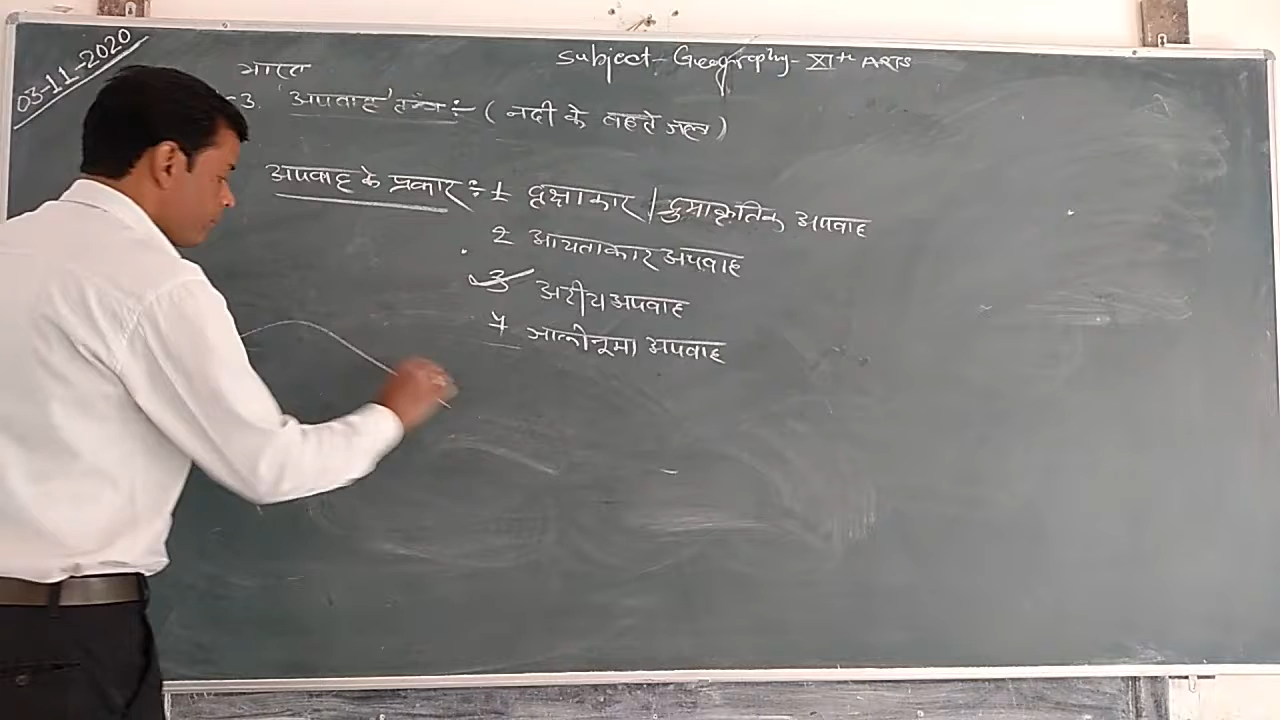 03-11-2020
Subject - Geography - XIth ARTS
भारत
-3. 'अपवाह' तन्त्र :- (नदी के बहते जल)
अपवाह के प्रकार :- 1 वृक्षाकार / द्रुमाकृतिक अपवाह
2 आयताकार अपवाह
3 अरीय अपवाह
4 जालीनूमा अपवाह